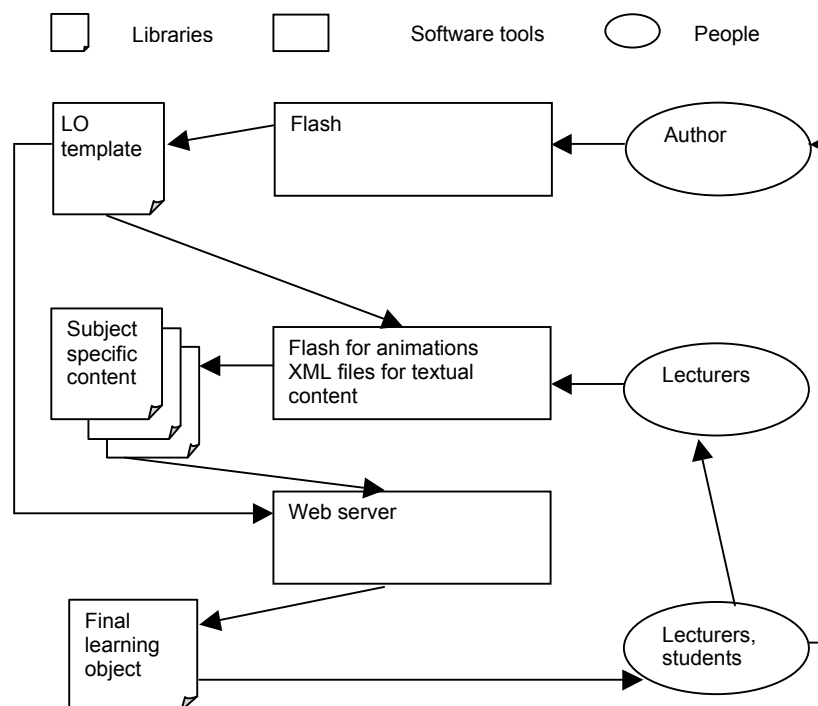 Libraries
Software tools
People
LO
template
Flash
Author
Subject
specific
content
Flash for animations
XML files for textual
content
Lecturers
Web server
Final
learning
object
Lecturers,
students